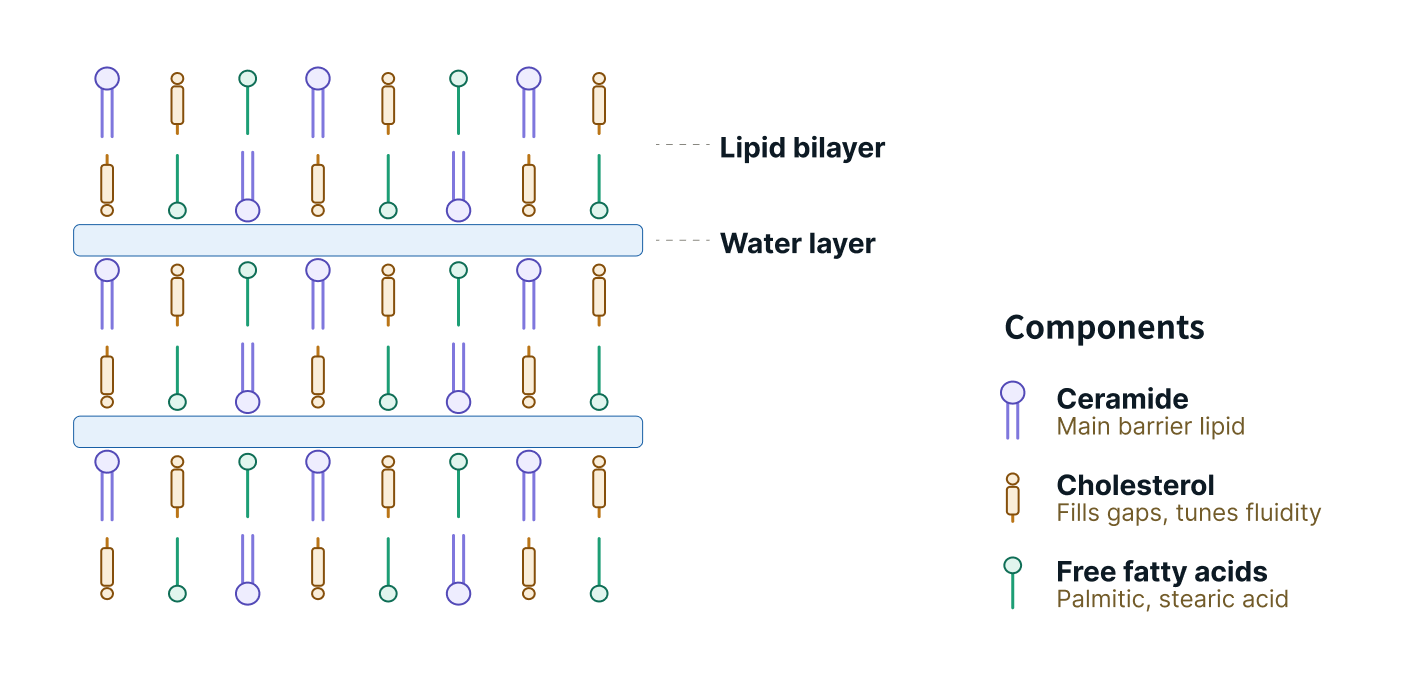 Lipid bilayer
Water layer
Components
Ceramide
Main barrier lipid
Cholesterol
Fills gaps, tunes fluidity
Free fatty acids
Palmitic, stearic acid